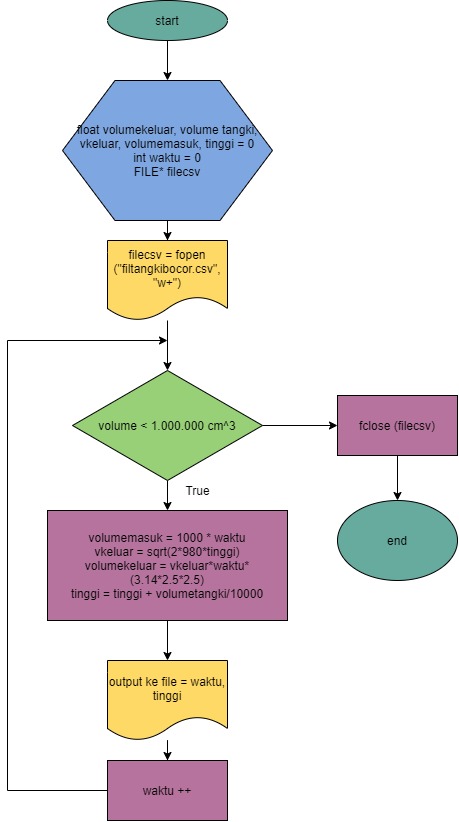 start
float volumekeluar, volume tangki,
vkeluar, volumemasuk, tinggi = 0
int waktu = 0
FILE* filecsv
filecsv = fopen
("filtangkibocor.csv",
"w+")
volume < 1.000.000 cm^3
fclose (filecsv)
True
end
volumemasuk = 1000 * waktu
vkeluar = sqrt(2*980*tinggi)
volumekeluar = vkeluar*waktu*
(3.14*2.5*2.5)
tinggi = tinggi + volumetangki/10000
output ke file = waktu,
tinggi
waktu ++